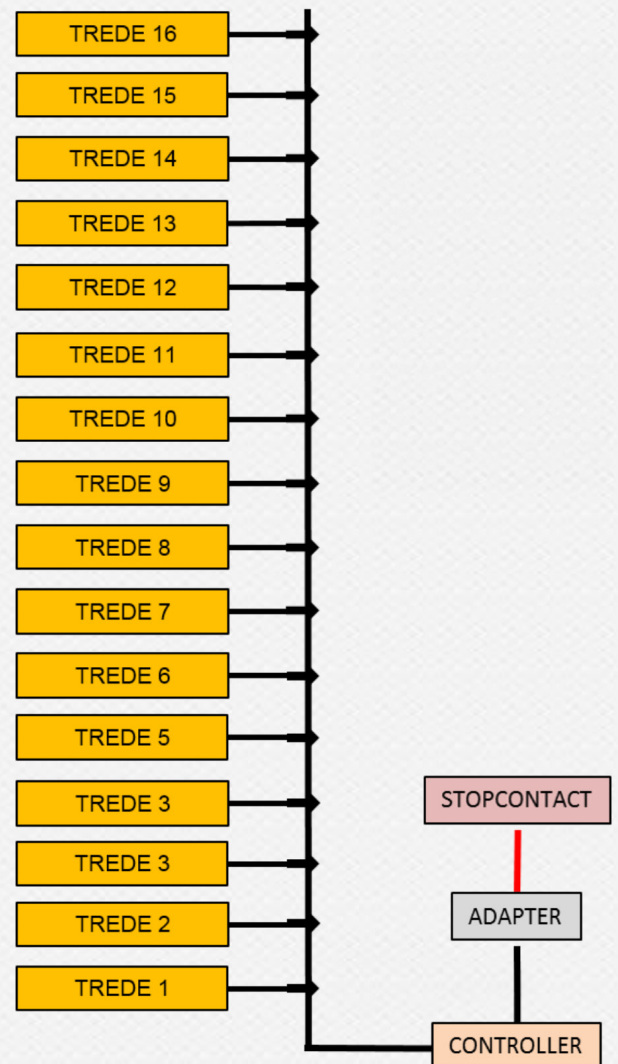 TREDE 16
TREDE 15
TREDE 14
TREDE 13
TREDE 12
TREDE 11
TREDE 10
TREDE 9
TREDE 8
TREDE 7
TREDE 6
TREDE 5
TREDE 3
TREDE 3
TREDE 2
TREDE 1
STOPCONTACT
ADAPTER
CONTROLLER